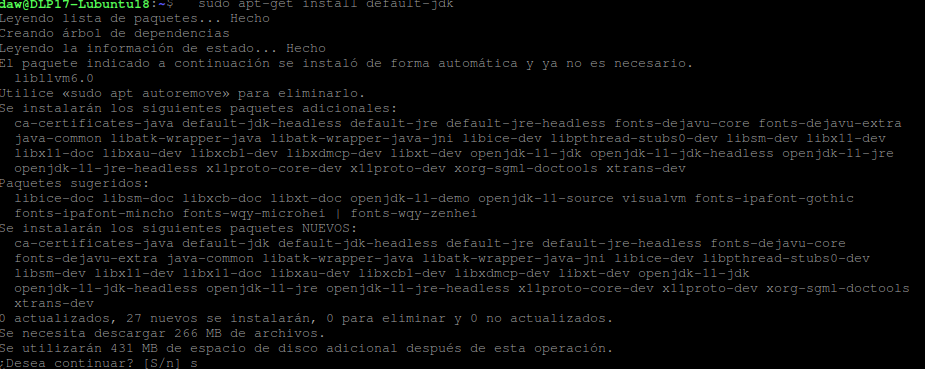 daw@DLP17-Lubuntu18:~$ sudo apt-get install default-jdk
Leyendo lista de paquetes... Hecho
Creando árbol de dependencias
Leyendo la información de estado... Hecho
El paquete indicado a continuación se instaló de forma automática y ya no es necesario.
libllvm6.0
Utilice «sudo apt autoremove» para eliminarlo.
Se instalarán los siguientes paquetes adicionales:
ca-certificates-java default-jdk-headless default-jre default-jre-headless fonts-dejavu-core fonts-dejavu-extra
java-common libatk-wrapper-java libatk-wrapper-java-jni libice-dev libpthread-stubs0-dev libsm-dev libx11-dev
libx11-doc libxau-dev libxcb1-dev libxdmcp-dev libxt-dev openjdk-11-jdk openjdk-11-jdk-headless openjdk-11-jre
openjdk-11-jre-headless x11proto-core-dev x11proto-dev xorg-sgml-doctools xtrans-dev
Paquetes sugeridos:
libice-doc libsm-doc libxcb-doc libxt-doc openjdk-11-demo openjdk-11-source visualvm fonts-ipafont-gothic
fonts-ipafont-mincho fonts-wqy-microhei | fonts-wqy-zenhei
Se instalarán los siguientes paquetes NUEVOS:
ca-certificates-java default-jdk default-jdk-headless default-jre default-jre-headless fonts-dejavu-core
fonts-dejavu-extra java-common libatk-wrapper-java libatk-wrapper-java-jni libice-dev libpthread-stubs0-dev
libsm-dev libx11-dev libx11-doc libxau-dev libxcb1-dev libxdmcp-dev libxt-dev openjdk-11-jdk
openjdk-11-jdk-headless openjdk-11-jre openjdk-11-jre-headless x11proto-core-dev x11proto-dev xorg-sgml-doctools
xtrans-dev
0 actualizados, 27 nuevos se instalarán, 0 para eliminar y 0 no actualizados.
Se necesita descargar 266 MB de archivos.
Se utilizarán 431 MB de espacio de disco adicional después de esta operación.
¿Desea continuar? [S/n] s